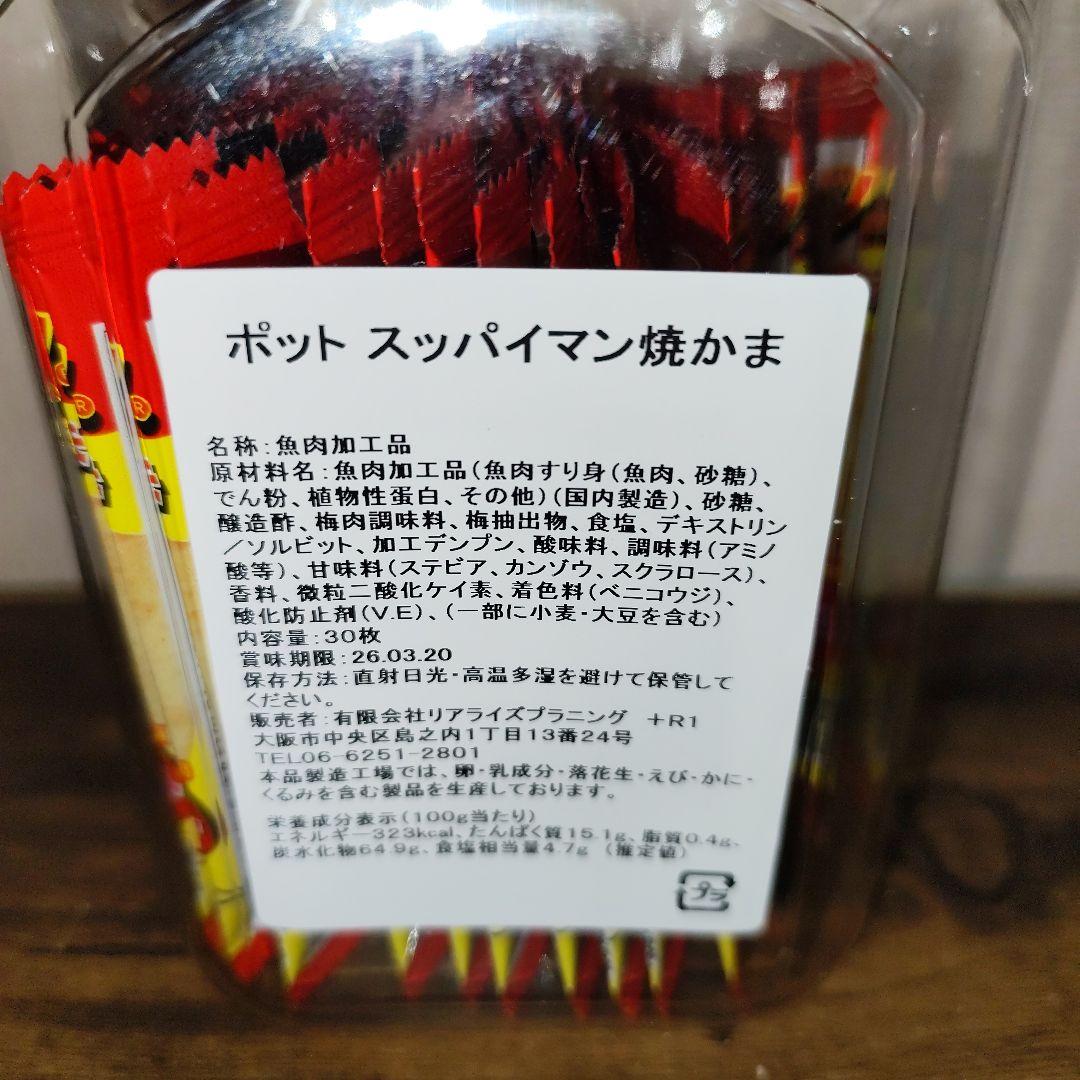 ポット スッパイマン焼かま
名称：魚肉加工品
原材料名：魚肉加工品（魚肉すり身（魚肉、砂糖）、
でん粉、植物性蛋白、その他）（国内製造）、砂糖、
醸造酢、梅肉調味料、梅抽出物、食塩、デキストリン
／ソルビット、加工デンプン、酸味料、調味料（アミノ
酸等）、甘味料（ステビア、カンゾウ、スクラロース）、
香料、微粒二酸化ケイ素、着色料（ベニコウジ）、
酸化防止剤（V.E）、（一部に小麦・大豆を含む）
内容量：30枚
賞味期限：26.03.20
保存方法：直射日光・高温多湿を避けて保管して
ください。
販売者：有限会社リアライズプラニング　＋R1
大阪市中央区島之内1丁目13番24号
TEL06-6251-2801
本品製造工場では、卵・乳成分・落花生・えび・かに・
くるみを含む製品を生産しております。
栄養成分表示（100g当たり）
エネルギー323kcal、たんぱく質15.1g、脂質0.4g、
炭水化物64.9g、食塩相当量4.7g （推定値）
プラ